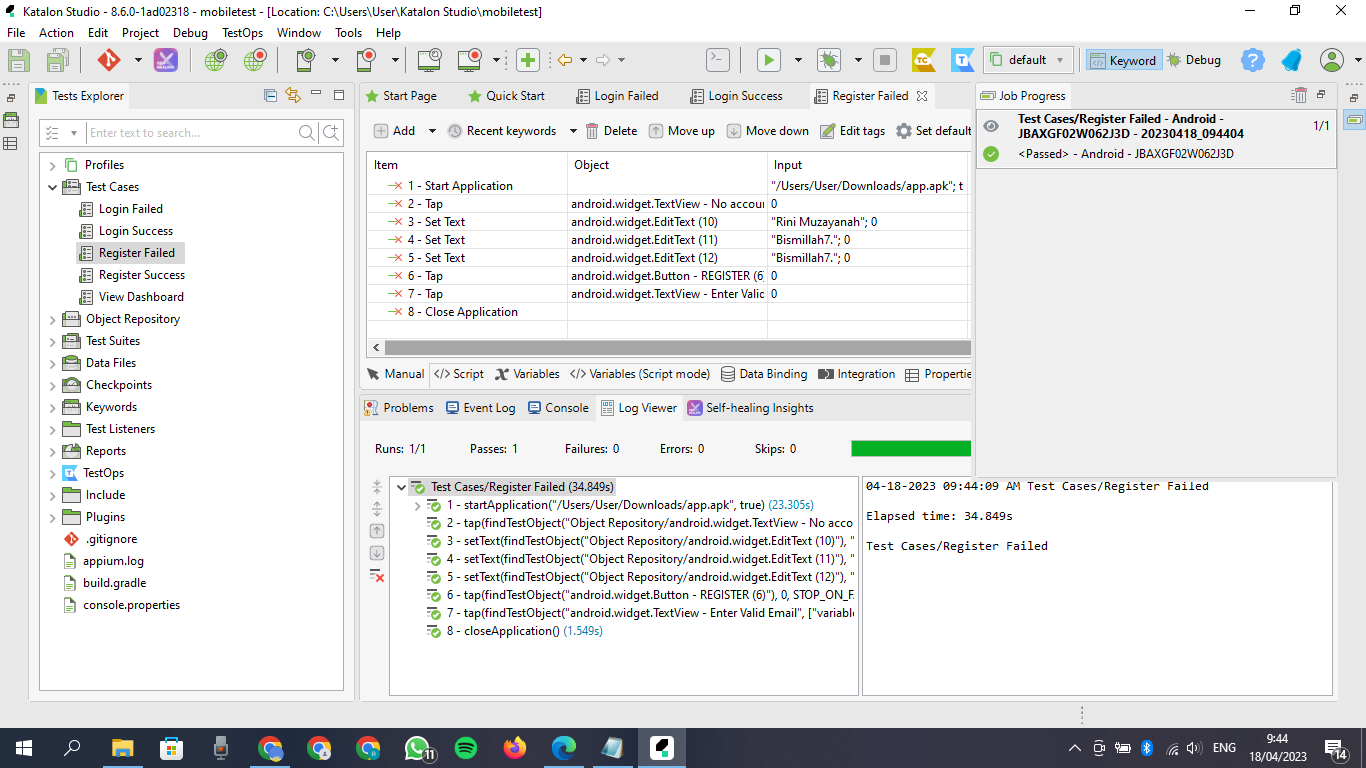 Katalon Studio - 8.6.0-1ad02318 - mobiletest - [Location: C:\Users\User\Katalon Studio\mobiletest]
File Action Edit Project Debug TestOps Window Tools Help
TC T default Keyword Debug
Tests Explorer
Enter text to search...
Profiles
Test Cases
Login Failed
Login Success
Register Failed
Register Success
View Dashboard
Object Repository
Test Suites
Data Files
Checkpoints
Keywords
Test Listeners
Reports
TestOps
Include
Plugins
.gitignore
appium.log
build.gradle
console.properties
Start Page Quick Start Login Failed Login Success Register Failed
Add Recent keywords Delete Move up Move down Edit tags Set default
Item Object Input
1 - Start Application "/Users/User/Downloads/app.apk"; t
2 - Tap android.widget.TextView - No accou 0
3 - Set Text android.widget.EditText (10) "Rini Muzayanah"; 0
4 - Set Text android.widget.EditText (11) "Bismillah7."; 0
5 - Set Text android.widget.EditText (12) "Bismillah7."; 0
6 - Tap android.widget.Button - REGISTER (6) 0
7 - Tap android.widget.TextView - Enter Valid 0
8 - Close Application
Manual Script Variables Variables (Script mode) Data Binding Integration Propertie
Problems Event Log Console Log Viewer Self-healing Insights
Runs: 1/1 Passes: 1 Failures: 0 Errors: 0 Skips: 0
Test Cases/Register Failed (34.849s)
1 - startApplication("/Users/User/Downloads/app.apk", true) (23.305s)
2 - tap(findTestObject("Object Repository/android.widget.TextView - No acco
3 - setText(findTestObject("Object Repository/android.widget.EditText (10)"), "
4 - setText(findTestObject("Object Repository/android.widget.EditText (11)"), "
5 - setText(findTestObject("Object Repository/android.widget.EditText (12)"), "
6 - tap(findTestObject("android.widget.Button - REGISTER (6)"), 0, STOP_ON_F
7 - tap(findTestObject("android.widget.TextView - Enter Valid Email", ["variable
8 - closeApplication() (1.549s)
04-18-2023 09:44:09 AM Test Cases/Register Failed
Elapsed time: 34.849s
Test Cases/Register Failed
Job Progress
Test Cases/Register Failed - Android -
JBAXGF02W062J3D - 20230418_094404
1/1
<Passed> - Android - JBAXGF02W062J3D
11
ENG
9:44
18/04/2023
14